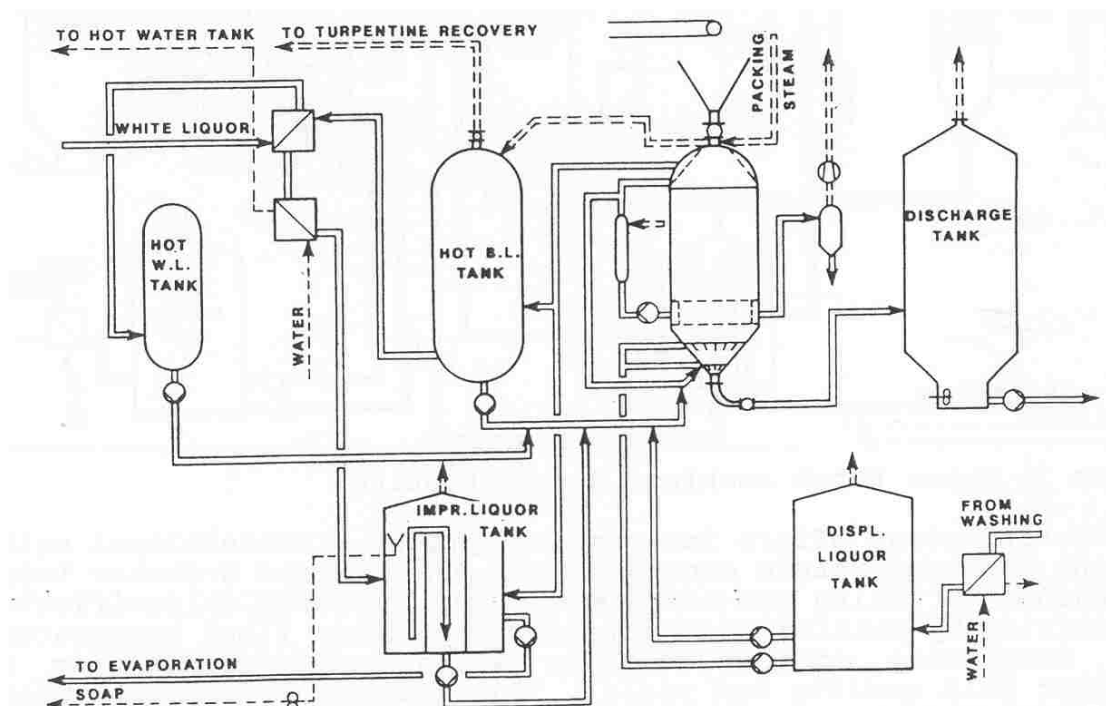 TO HOT WATER TANK
TO TURPENTINE RECOVERY
PACKING
STEAM
WHITE LIQUOR
HOT
W.L.
TANK
WATER
HOT B.L.
TANK
DISCHARGE
TANK
IMPR. LIQUOR
TANK
DISPL.
LIQUOR
TANK
FROM
WASHING
WATER
TO EVAPORATION
SOAP